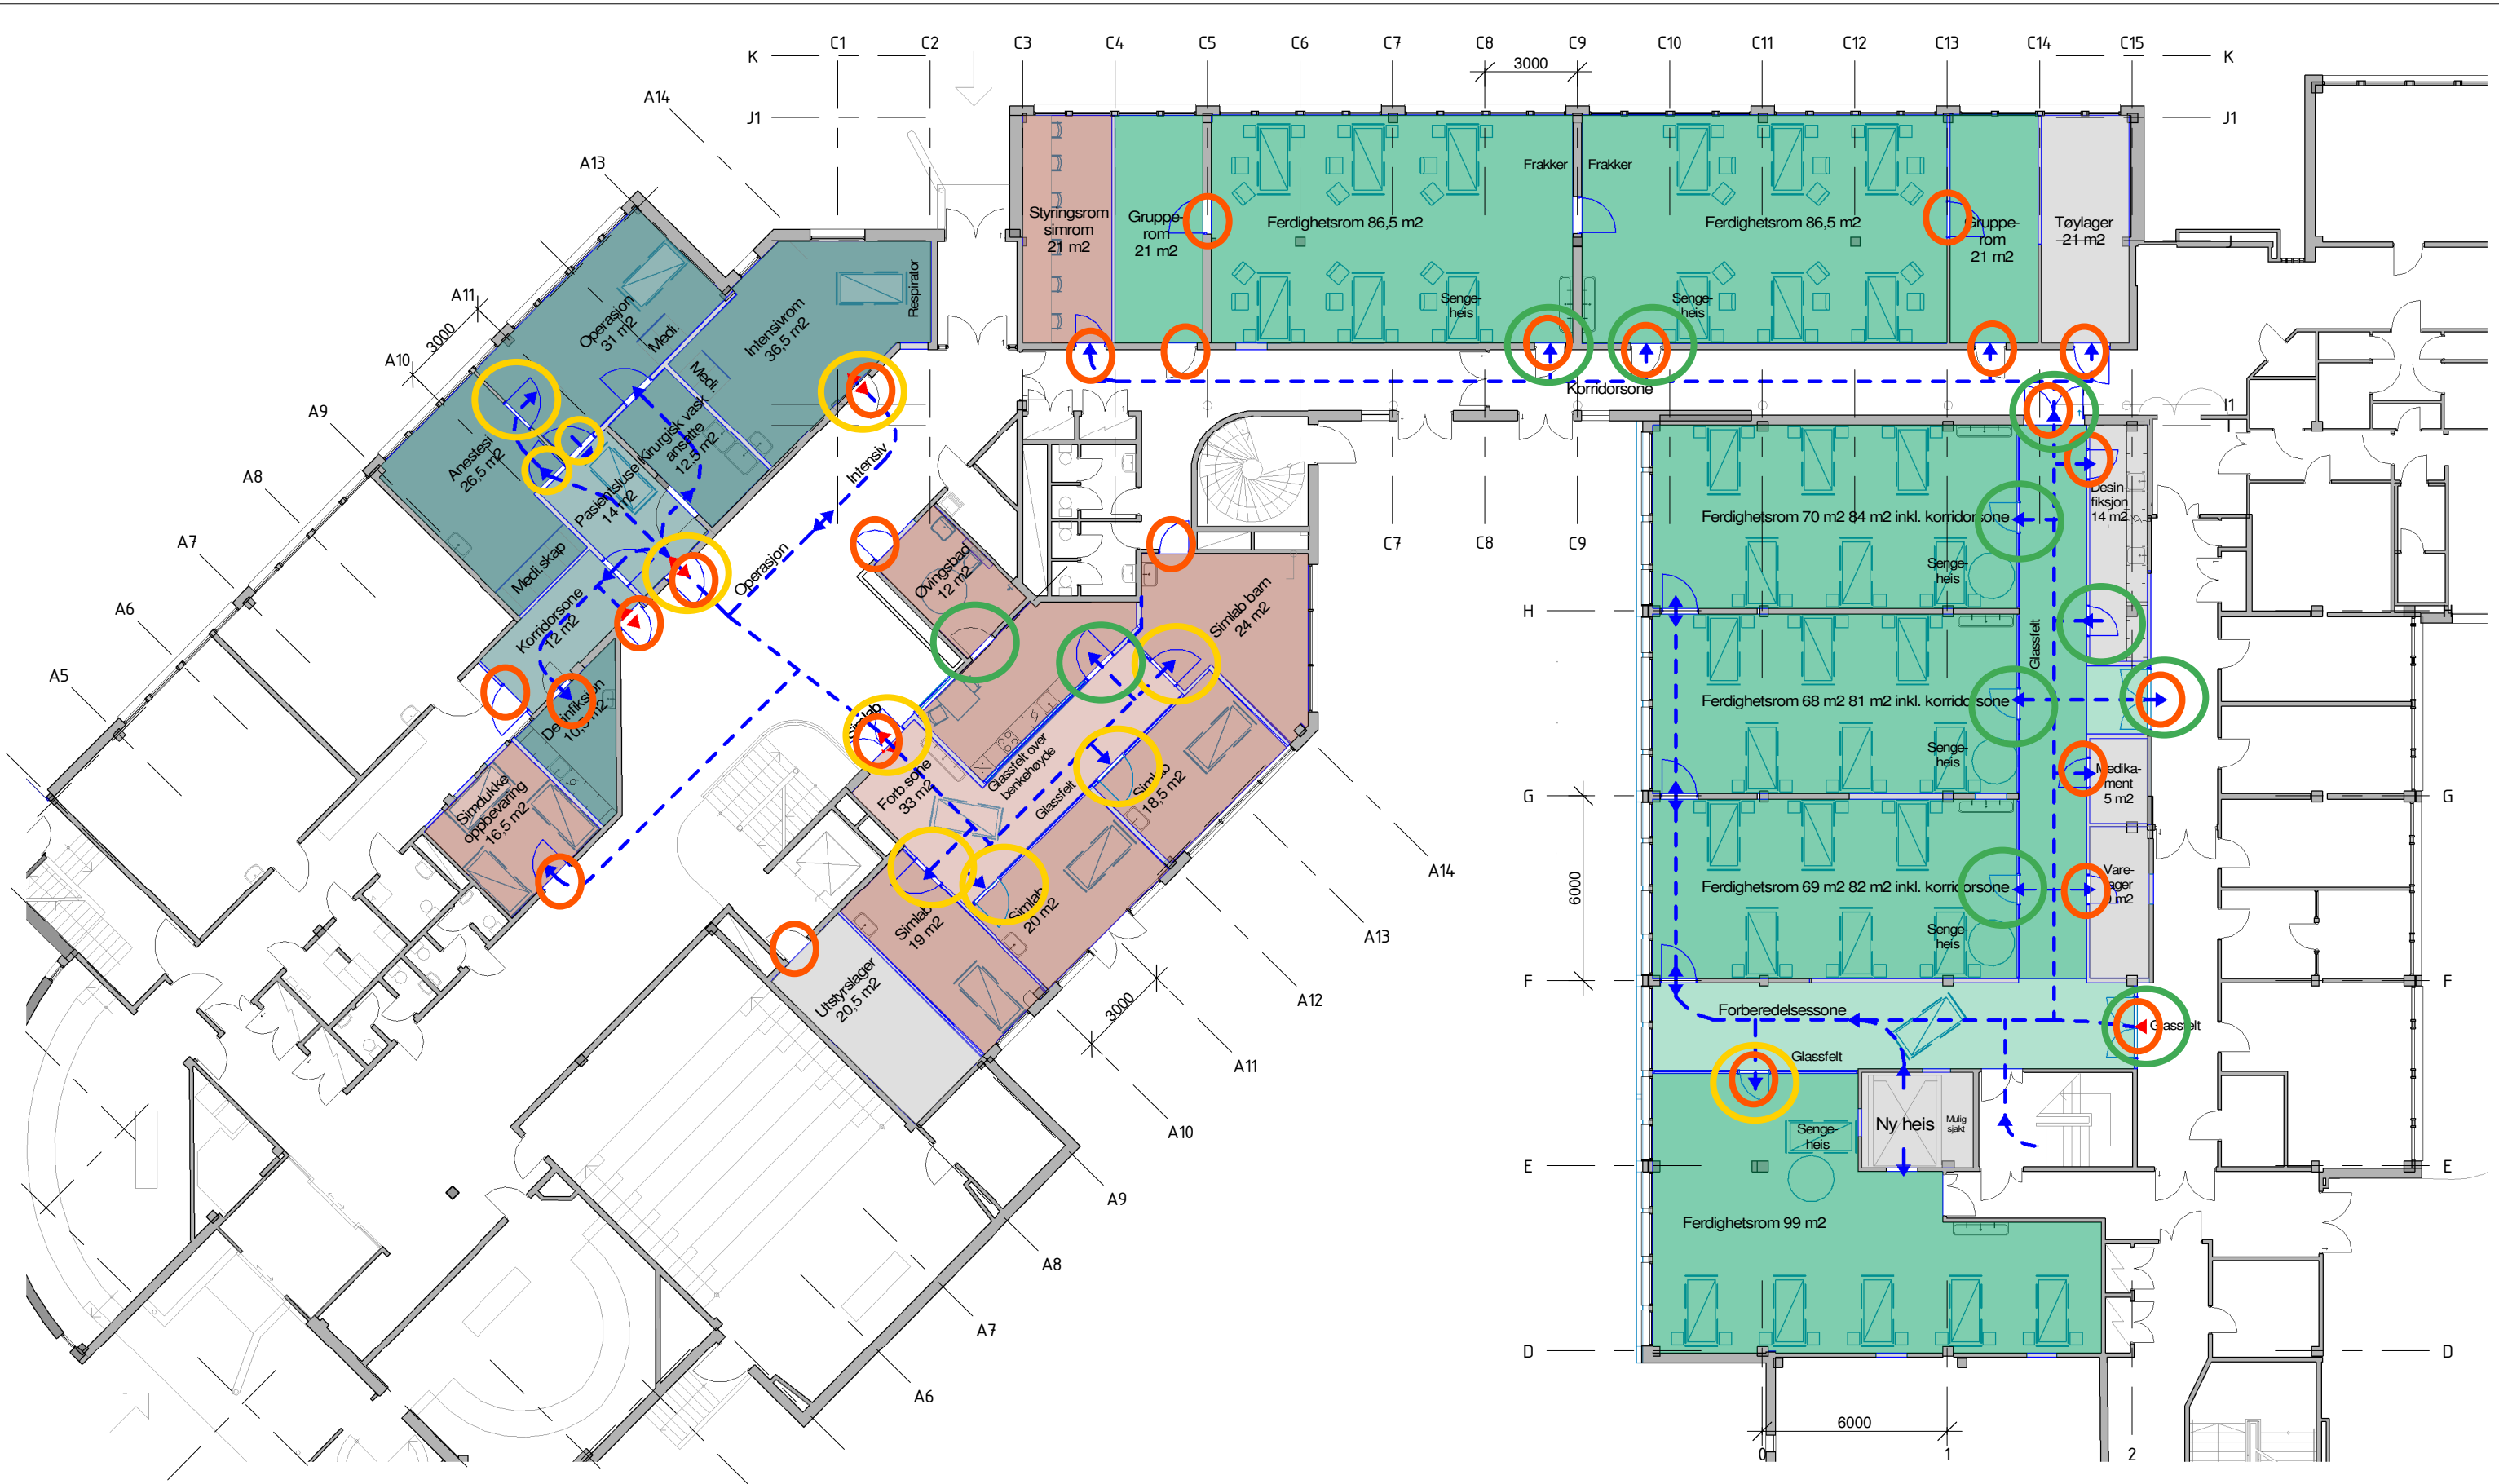 C1
C2
C3
C4
C5
C6
C7
C8
C9
C10
C11
C12
C13
C14
C15
K
K
3000
A14
J1
J1
A13
Frakker
Frakker
Styringsrom
simrom
21 m2
Gruppe-
rom
21 m2
Ferdighetsrom 86,5 m2
Ferdighetsrom 86,5 m2
rom
21 m2
Tøylager
21 m2
Senge-
heis
Senge-
heis
Korridorsone
I1
A11
3000
A10
A9
A8
A7
A6
A5
Operasjon
31 m2
Medi.
Intensivrom
36,5 m2
Respirator
Medi.
Kirurgisk vask
ansatte
12,5 m2
Anestesi
26,5 m2
Pasientsluse
14 m2
Medi.skap
Korridorsone
12 m2
10,5 m2
Simdukke
oppbevaring
16,5 m2
Intensiv
Operasjon
Øvingsbad
12 m2
Simlab barn
24 m2
Forb.sone
33 m2
Glassfelt over
benkehøyde
Glassfelt
Simlab
18,5 m2
Simlab
20 m2
Simlab
19 m2
Utstyrslager
20,5 m2
3000
A14
A13
A12
A11
A10
A9
A8
A7
A6
C7
C8
C9
Ferdighetsrom 70 m2 84 m2 inkl. korridorsone
Desin-
fiksjon
14 m2
Senge-
heis
H
Glassfelt
Ferdighetsrom 68 m2 81 m2 inkl. korridorsone
Senge-
heis
Medika-
ment
5 m2
G
G
6000
Ferdighetsrom 69 m2 82 m2 inkl. korridorsone
Senge-
heis
F
F
Forberedelsessone
Glassfelt
Glassfelt
Ny heis
Mulig
sjakt
Senge-
heis
E
E
Ferdighetsrom 99 m2
D
D
6000
0
1
2